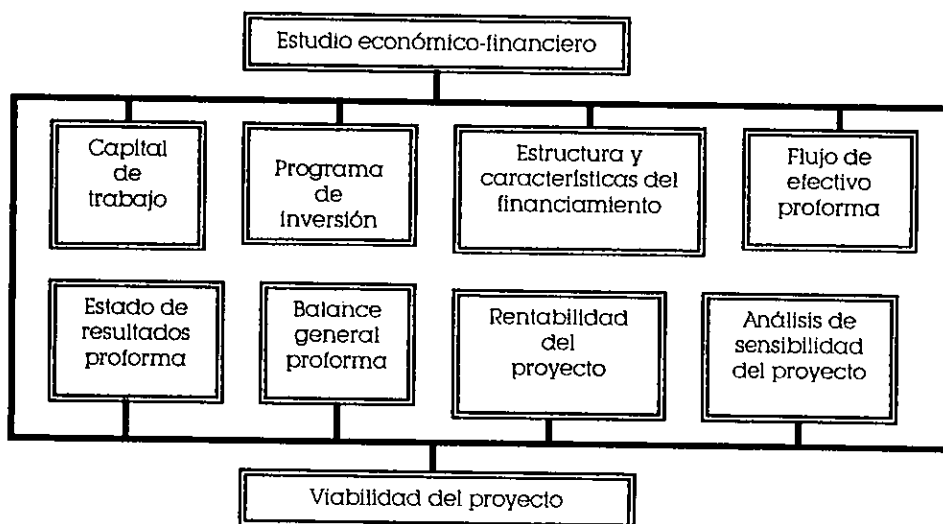 Estudio económico-financiero
Capital
de
trabajo
Programa
de
inversión
Estructura y
características del
financiamiento
Flujo de
efectivo
proforma
Estado de
resultados
proforma
Balance
general
proforma
Rentabilidad
del
proyecto
Análisis de
sensibilidad
del proyecto
Viabilidad del proyecto